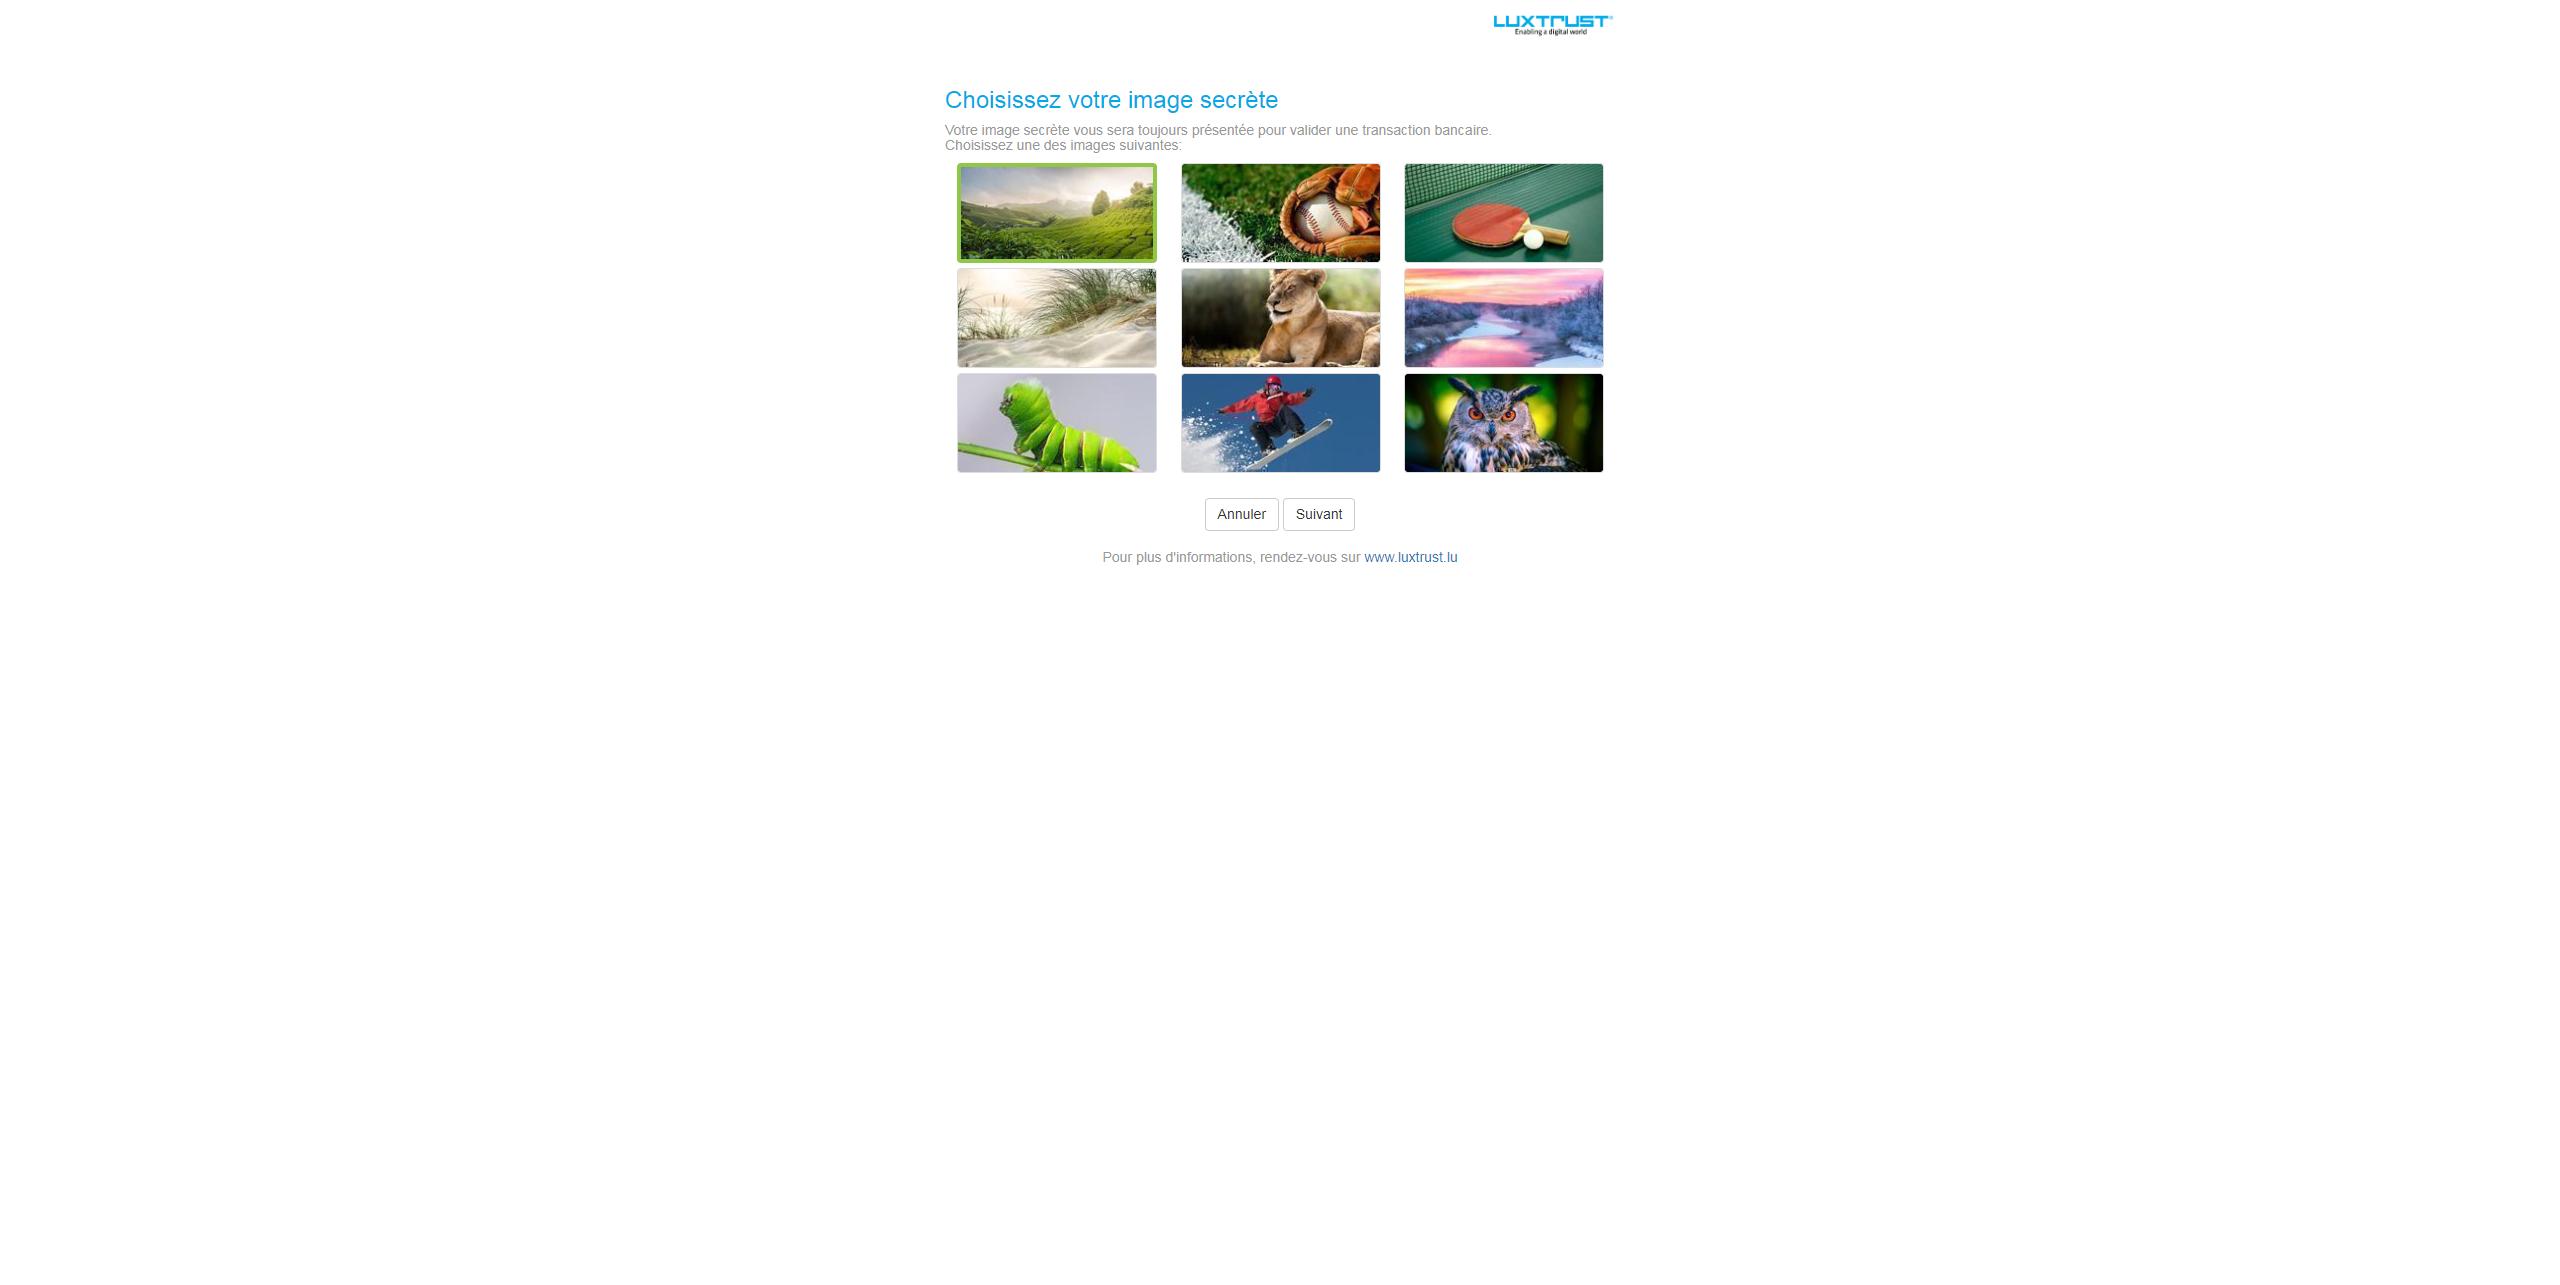 LUXTRUST
Enabling a digital world
Choisissez votre image secrète
Votre image secrète vous sera toujours présentée pour valider une transaction bancaire.
Choisissez une des images suivantes:
Annuler Suivant
Pour plus d'informations, rendez-vous sur www.luxtrust.lu